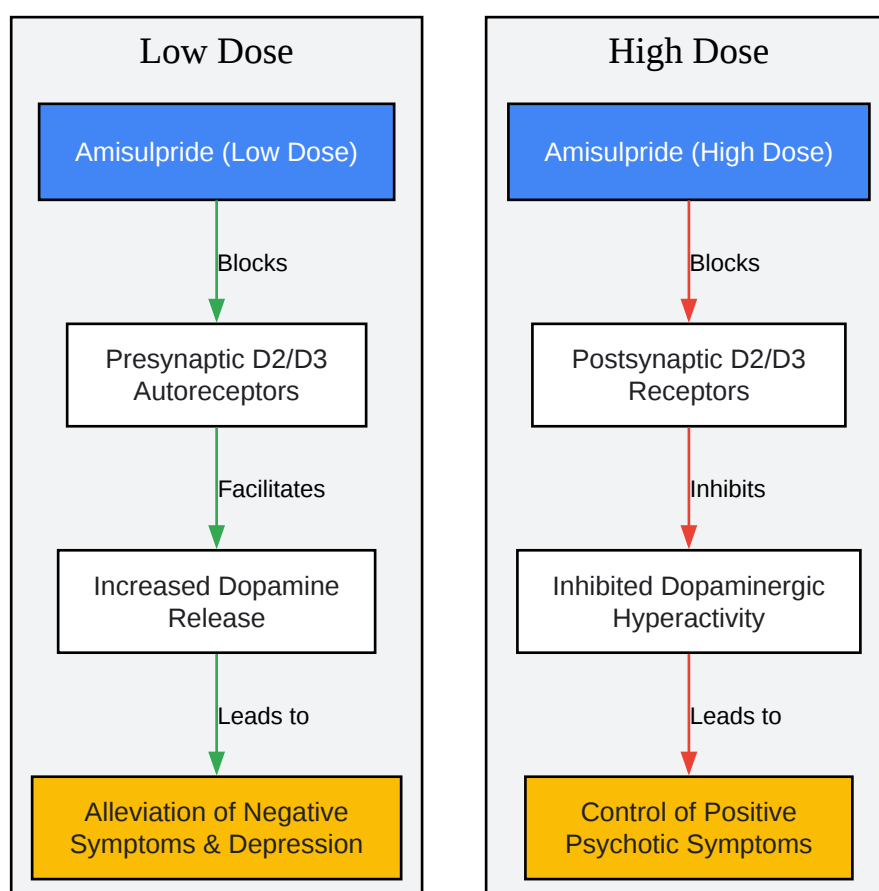 Low Dose
Amisulpride (Low Dose)
Blocks
Presynaptic D2/D3
Autoreceptors
Facilitates
Increased Dopamine
Release
Leads to
Alleviation of Negative
Symptoms & Depression
High Dose
Amisulpride (High Dose)
Blocks
Postsynaptic D2/D3
Receptors
Inhibits
Inhibited Dopaminergic
Hyperactivity
Leads to
Control of Positive
Psychotic Symptoms